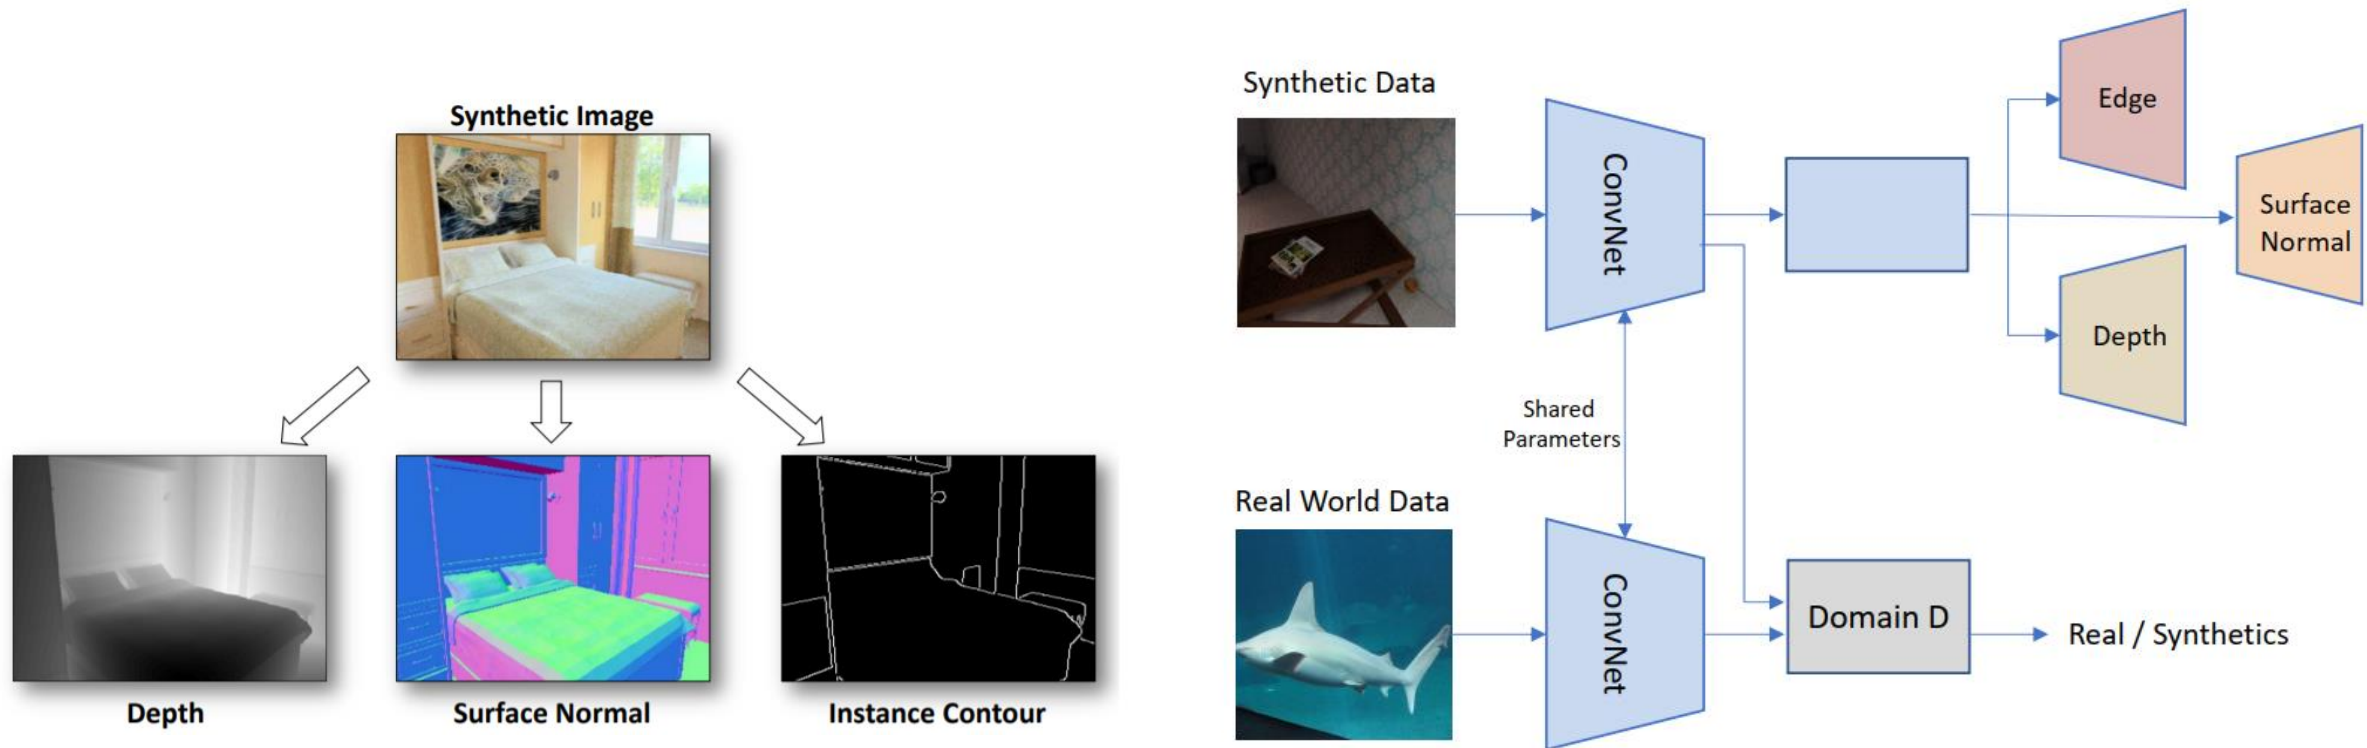 Synthetic Image
Depth
Surface Normal
Instance Contour
Synthetic Data
ConvNet
Edge
Surface
Normal
Depth
Shared
Parameters
Real World Data
ConvNet
Domain D
Real / Synthetics